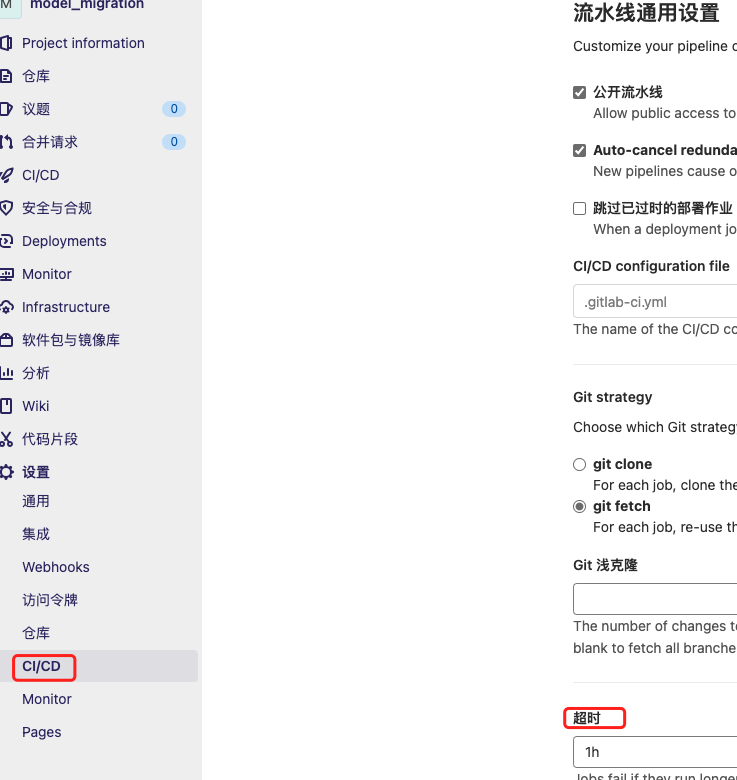 M model_migration
Project information
仓库
议题 0
合并请求 0
CI/CD
安全与合规
Deployments
Monitor
Infrastructure
软件包与镜像库
分析
Wiki
代码片段
设置
通用
集成
Webhooks
访问令牌
仓库
CI/CD
Monitor
Pages
流水线通用设置
Customize your pipeline
公开流水线
Allow public access to
Auto-cancel redunda
New pipelines cause o
跳过已过时的部署作业
When a deployment jo
CI/CD configuration file
.gitlab-ci.yml
The name of the CI/CD co
Git strategy
Choose which Git strateg
git clone
For each job, clone the
git fetch
For each job, re-use th
Git 浅克隆
The number of changes t
blank to fetch all branche
超时
1h
Jobs fail if they run longer